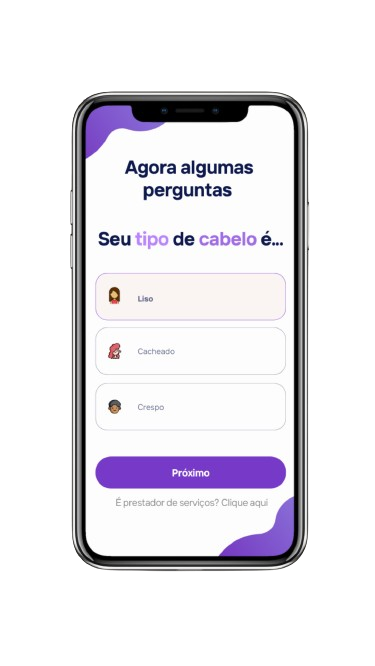 Agora algumas
perguntas
Seu tipo de cabelo é...
Liso
Cacheado
Crespo
Próximo
É prestador de serviços? Clique aqui